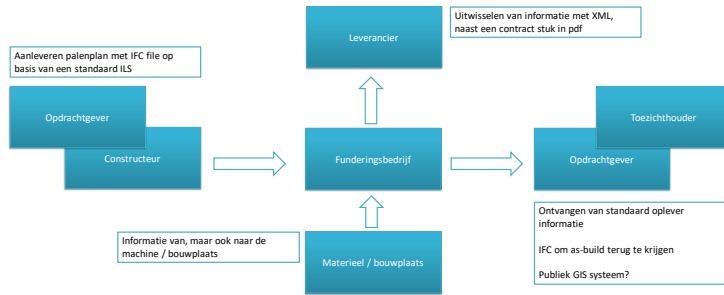 Uitwisselen van informatie met XML,
naast een contract stuk in pdf
Leverancier
Aanleveren palenplan met IFC file op
basis van een standaard ILS
Opdrachtgever
Constructeur
Funderingsbedrijf
Toezichthouder
Opdrachtgever
Informatie van, maar ook naar de
machine / bouwplaats
Materieel / bouwplaats
Ontvangen van standaard oplever
informatie
IFC om as-build terug te krijgen
Publiek GIS systeem?